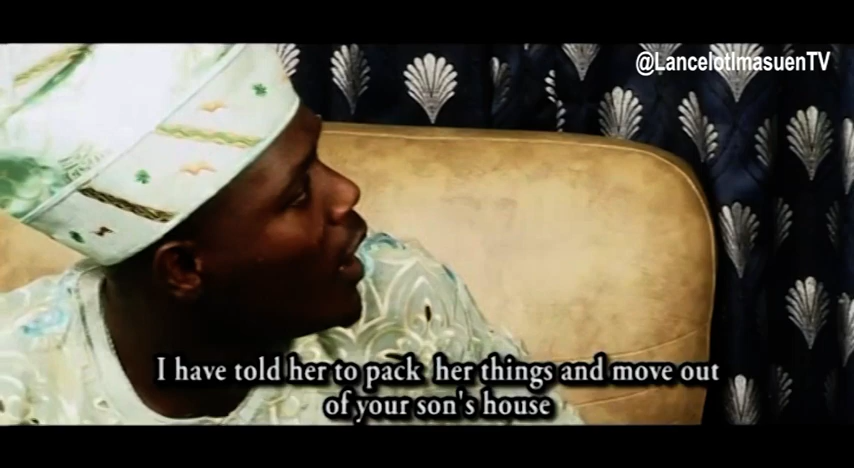 @LancelotImasuenTV
I have told her to pack her things and move out
of your son's house